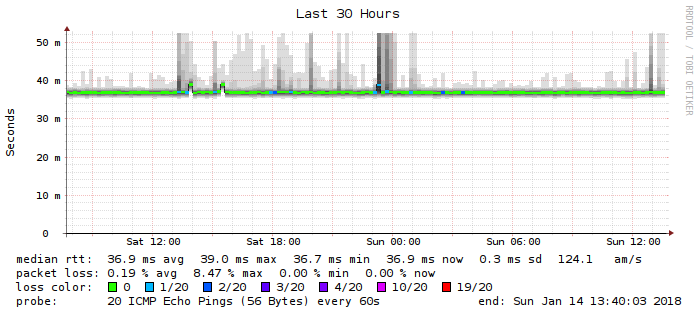 Last 30 Hours
RRDTOOL / TOBI OETIKER
Seconds
50 m
40 m
30 m
20 m
10 m
0
Sat 12:00 Sat 18:00 Sun 00:00 Sun 06:00 Sun 12:00
median rtt: 36.9 ms avg 39.0 ms max 36.7 ms min 36.9 ms now 0.3 ms sd 124.1 am/s
packet loss: 0.19 % avg 8.47 % max 0.00 % min 0.00 % now
loss color: 0 1/20 2/20 3/20 4/20 10/20 19/20
probe: 20 ICMP Echo Pings (56 Bytes) every 60s end: Sun Jan 14 13:40:03 2018